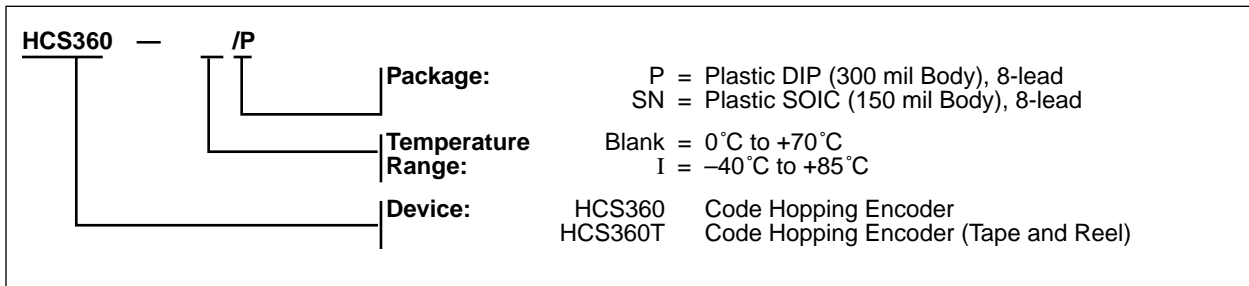 HCS360 — /P
Package: P = Plastic DIP (300 mil Body), 8-lead
SN = Plastic SOIC (150 mil Body), 8-lead
Temperature Blank = 0˚C to +70˚C
Range: I = –40˚C to +85˚C
Device: HCS360 Code Hopping Encoder
HCS360T Code Hopping Encoder (Tape and Reel)